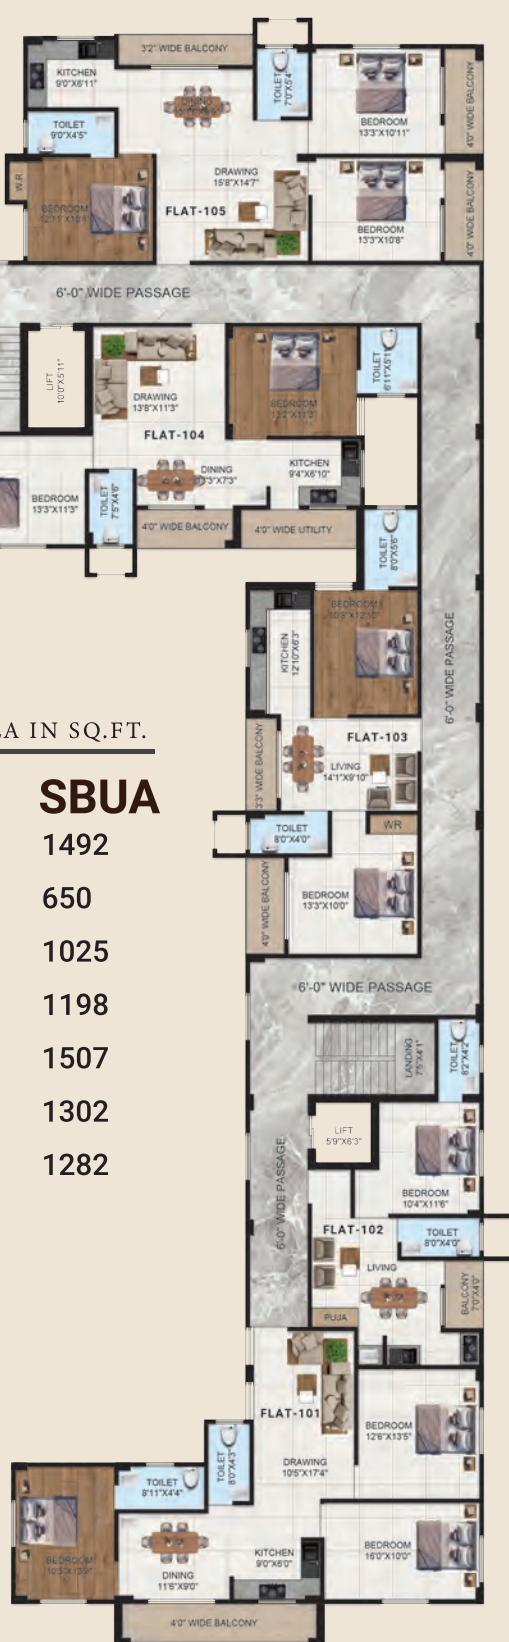 3'2" WIDE BALCONY
KITCHEN
9'0"X6'11"
TOILET
7'0"X5'4"
DINING
4'0" WIDE BALCONY
BEDROOM
13'3"X10'11"
TOILET
9'0"X4'5"
W.R
BEDROOM
DRAWING
15'8"X14'7"
FLAT-105
BEDROOM
13'3"X10'8"
4'0" WIDE BALCONY
6'-0" WIDE PASSAGE
LIFT
10'0"X5'11"
DRAWING
13'8"X11'3"
FLAT-104
BEDROOM
TOILET
6'11"X5'1"
BEDROOM
13'3"X11'3"
TOILET
7'5"X4'6"
DINING
KITCHEN
9'4"X6'10"
4'0" WIDE BALCONY
4'0" WIDE UTILITY
TOILET
8'0"X5'6"
BEDROOM
KITCHEN
12'10"X6'3"
6'-0" WIDE PASSAGE
FLAT-103
3'3" WIDE BALCONY
LIVING
14'1"X9'10"
IN SQ.FT.
SBUA
1492
650
1025
1198
1507
1302
1282
TOILET
8'0"X4'0"
WR
4'0" WIDE BALCONY
BEDROOM
13'3"X10'0"
6'-0" WIDE PASSAGE
LANDING
7'5"X4'1"
TOILET
8'2"X4'2"
LIFT
5'9"X6'3"
6'-0" WIDE PASSAGE
BEDROOM
10'4"X11'6"
FLAT-102
TOILET
8'0"X4'0"
LIVING
BALCONY
7'0"X4'0"
PUJA
FLAT-101
BEDROOM
12'6"X13'5"
DRAWING
10'5"X17'4"
TOILET
8'0"X4'3"
TOILET
8'11"X4'4"
BEDROOM
DINING
11'6"X9'0"
KITCHEN
9'0"X6'0"
BEDROOM
16'0"X10'0"
4'0" WIDE BALCONY